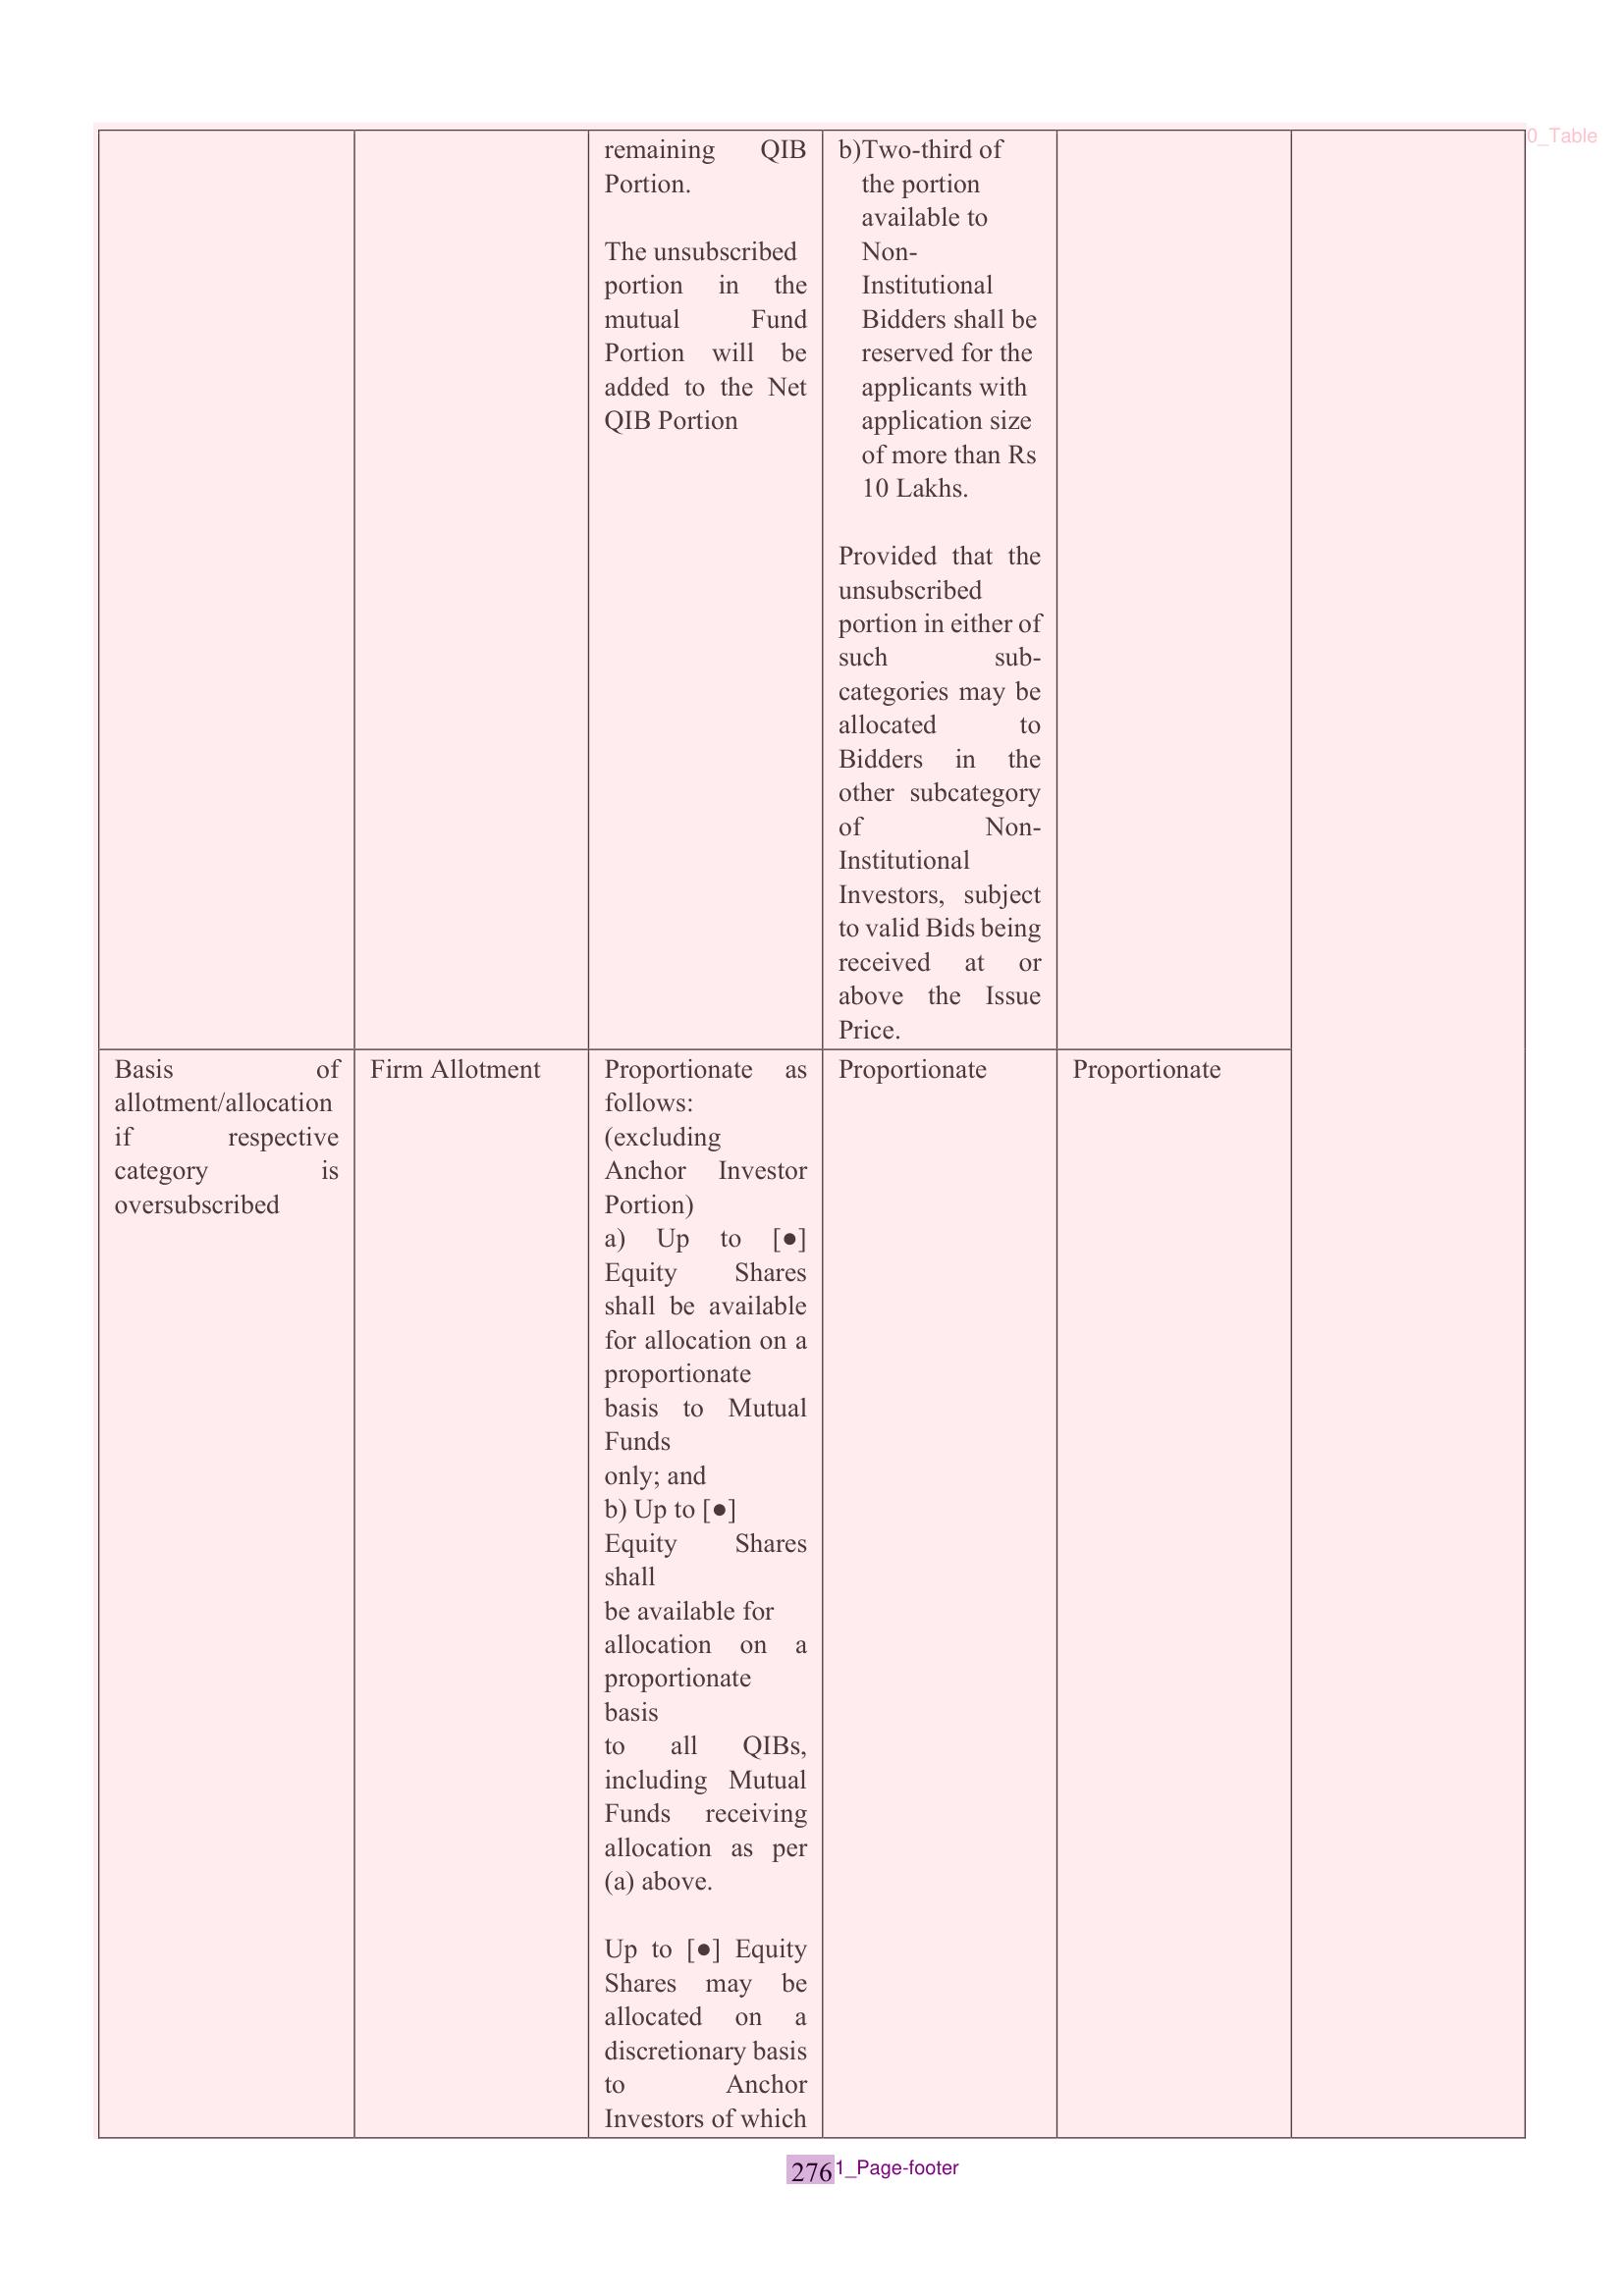 0_Table
remaining QIB
Portion.
The unsubscribed
portion in the
mutual Fund
Portion will be
added to the Net
QIB Portion
b)Two-third of
the portion
available to
Non-
Institutional
Bidders shall be
reserved for the
applicants with
application size
of more than Rs
10 Lakhs.
Provided that the
unsubscribed
portion in either of
such sub-
categories may be
allocated to
Bidders in the
other subcategory
of Non-
Institutional
Investors, subject
to valid Bids being
received at or
above the Issue
Price.
Basis of
allotment/allocation
if respective
category is
oversubscribed
Firm Allotment
Proportionate as
follows:
(excluding
Anchor Investor
Portion)
a) Up to [●]
Equity Shares
shall be available
for allocation on a
proportionate
basis to Mutual
Funds
only; and
b) Up to [●]
Equity Shares
shall
be available for
allocation on a
proportionate
basis
to all QIBs,
including Mutual
Funds receiving
allocation as per
(a) above.
Up to [●] Equity
Shares may be
allocated on a
discretionary basis
to Anchor
Investors of which
Proportionate
Proportionate
276 1_Page-footer